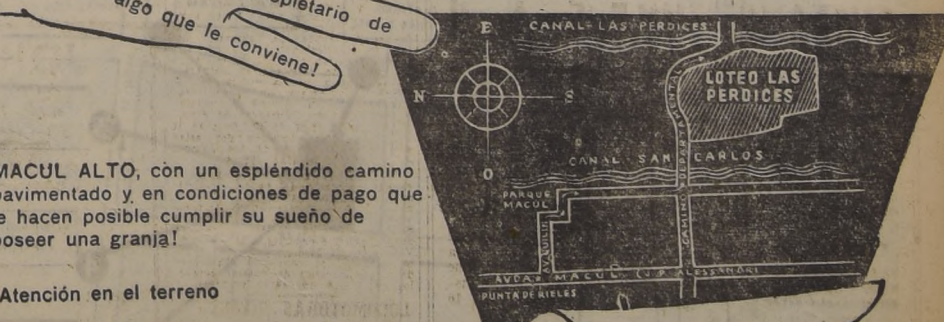 opietario de
algo que le conviene!
MACUL ALTO, con un espléndido camino
pavimentado y en condiciones de pago que
e hacen posible cumplir su sueño de
poseer una granja!
Atención en el terreno
E
N
S
O
CANAL LAS PERDICES
LOTEO LAS
PERDICES
CANAL SAN CARLOS
PARQUE
MACUL
CAMINO DEPARTAMENTAL
AVDA. MACUL (J.P. ALESSANDRI
PUNTA DE RIELES